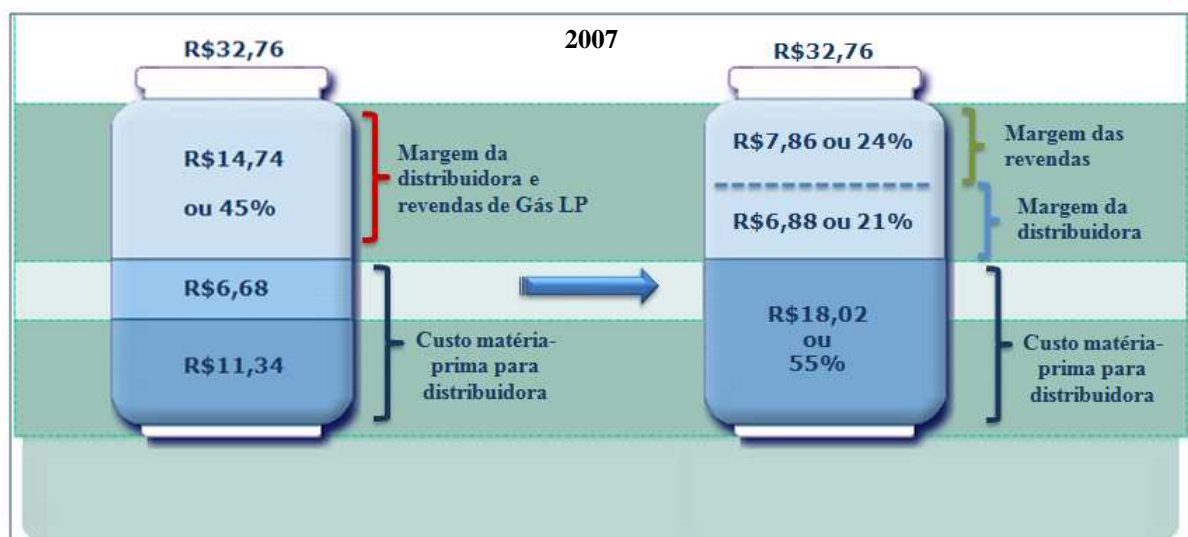 2007
R$32,76
R$14,74
ou 45%
Margem da
distribuidora e
revendas de Gás LP
R$6,68
R$11,34
Custo matéria-
prima para
distribuidora
R$32,76
R$7,86 ou 24%
Margem das
revendas
R$6,88 ou 21%
Margem da
distribuidora
R$18,02
ou
55%
Custo matéria-
prima para
distribuidora